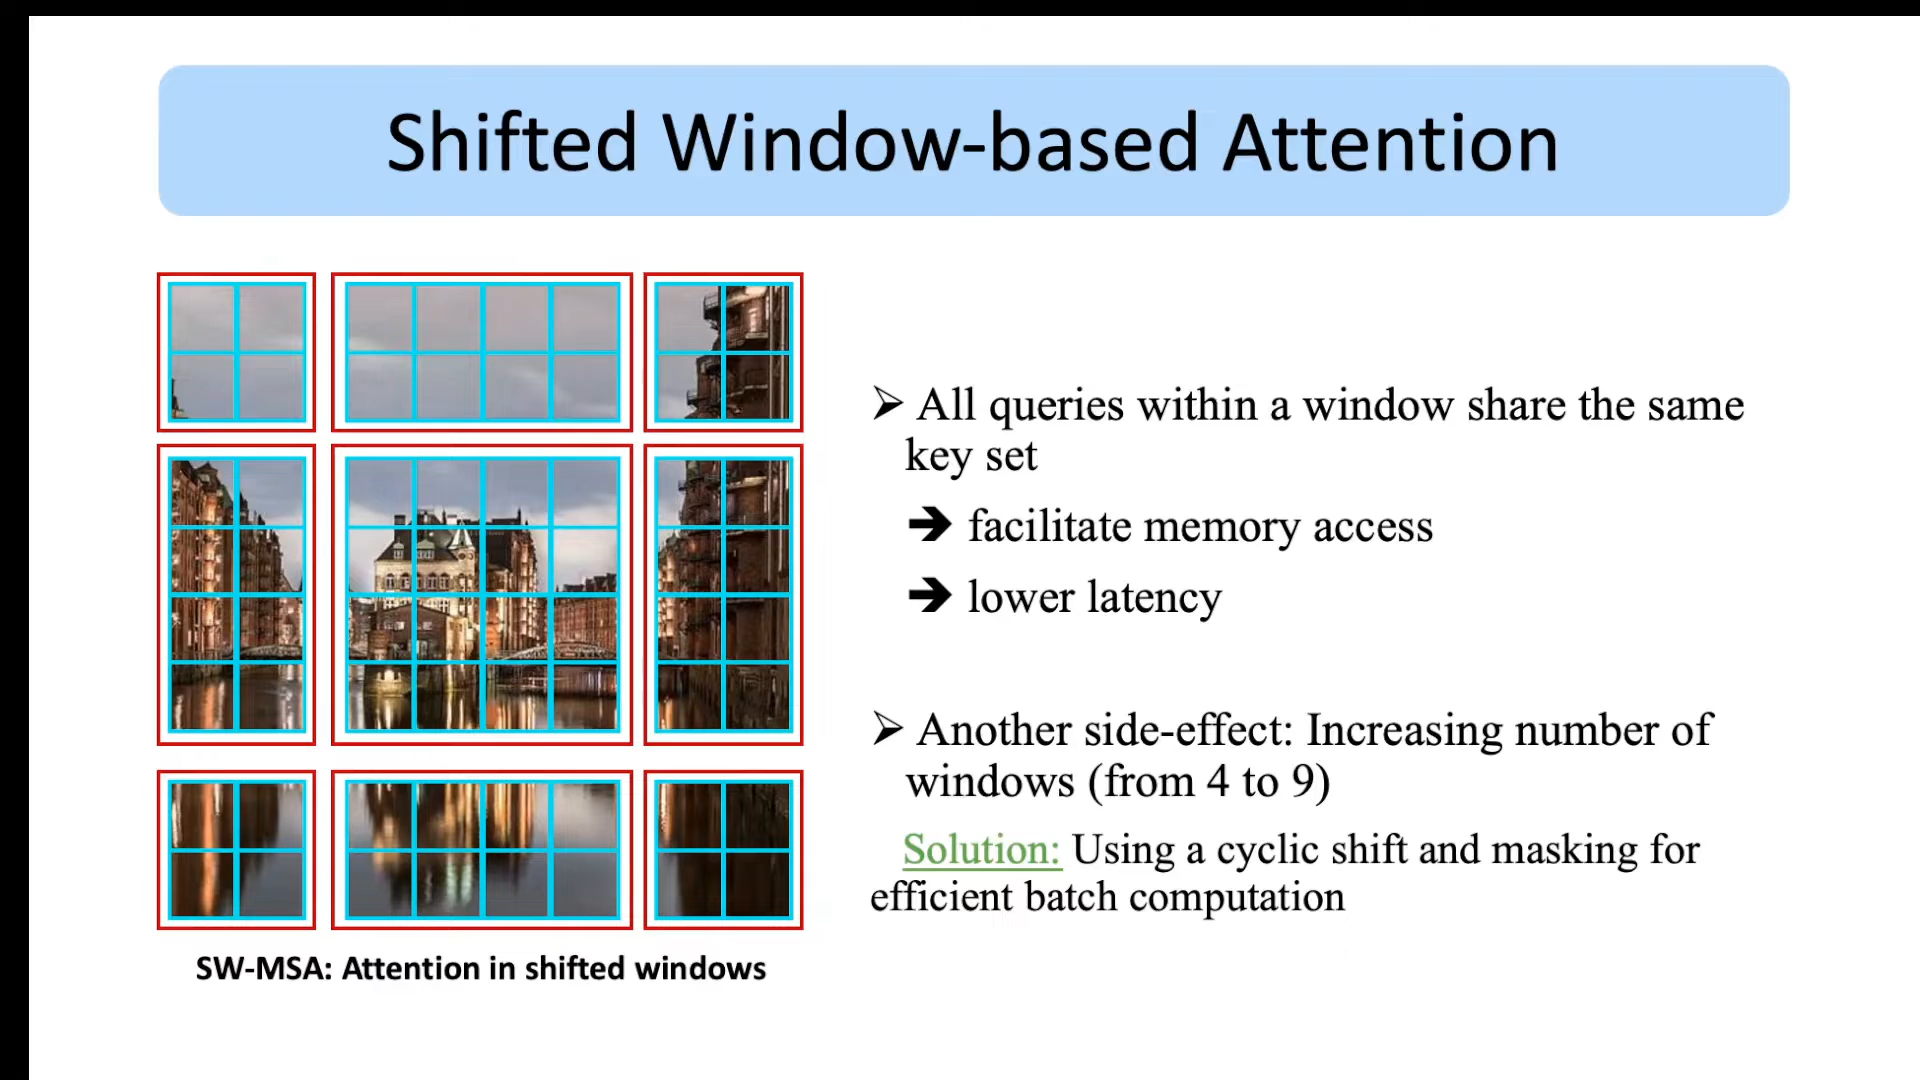 Shifted Window-based Attention
➢ All queries within a window share the same
key set
➔ facilitate memory access
➔ lower latency
➢ Another side-effect: Increasing number of
windows (from 4 to 9)
Solution: Using a cyclic shift and masking for
efficient batch computation
SW-MSA: Attention in shifted windows